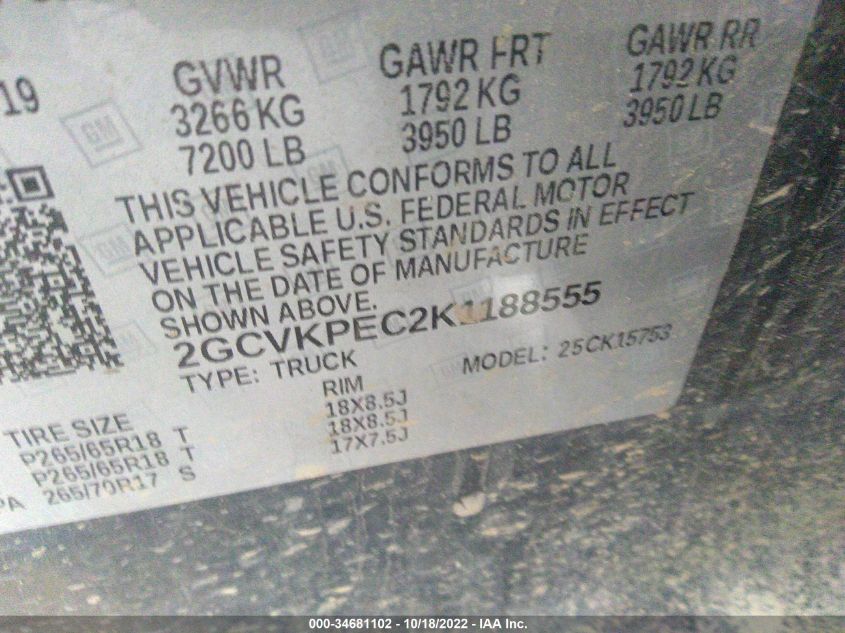 19 GVWR GAWR FRT GAWR RR
3266 KG 1792 KG 1792 KG
7200 LB 3950 LB 3950 LB
THIS VEHICLE CONFORMS TO ALL
APPLICABLE U.S. FEDERAL MOTOR
VEHICLE SAFETY STANDARDS IN EFFECT
ON THE DATE OF MANUFACTURE
SHOWN ABOVE.
2GCVKPEC2K1188555
TYPE: TRUCK MODEL: 25CK15753
TIRE SIZE RIM
P265/65R18 T 18X8.5J
P265/65R18 T 18X8.5J
PA 265/70R17 S 17X7.5J
GM
000-34681102 - 10/18/2022 - IAA Inc.